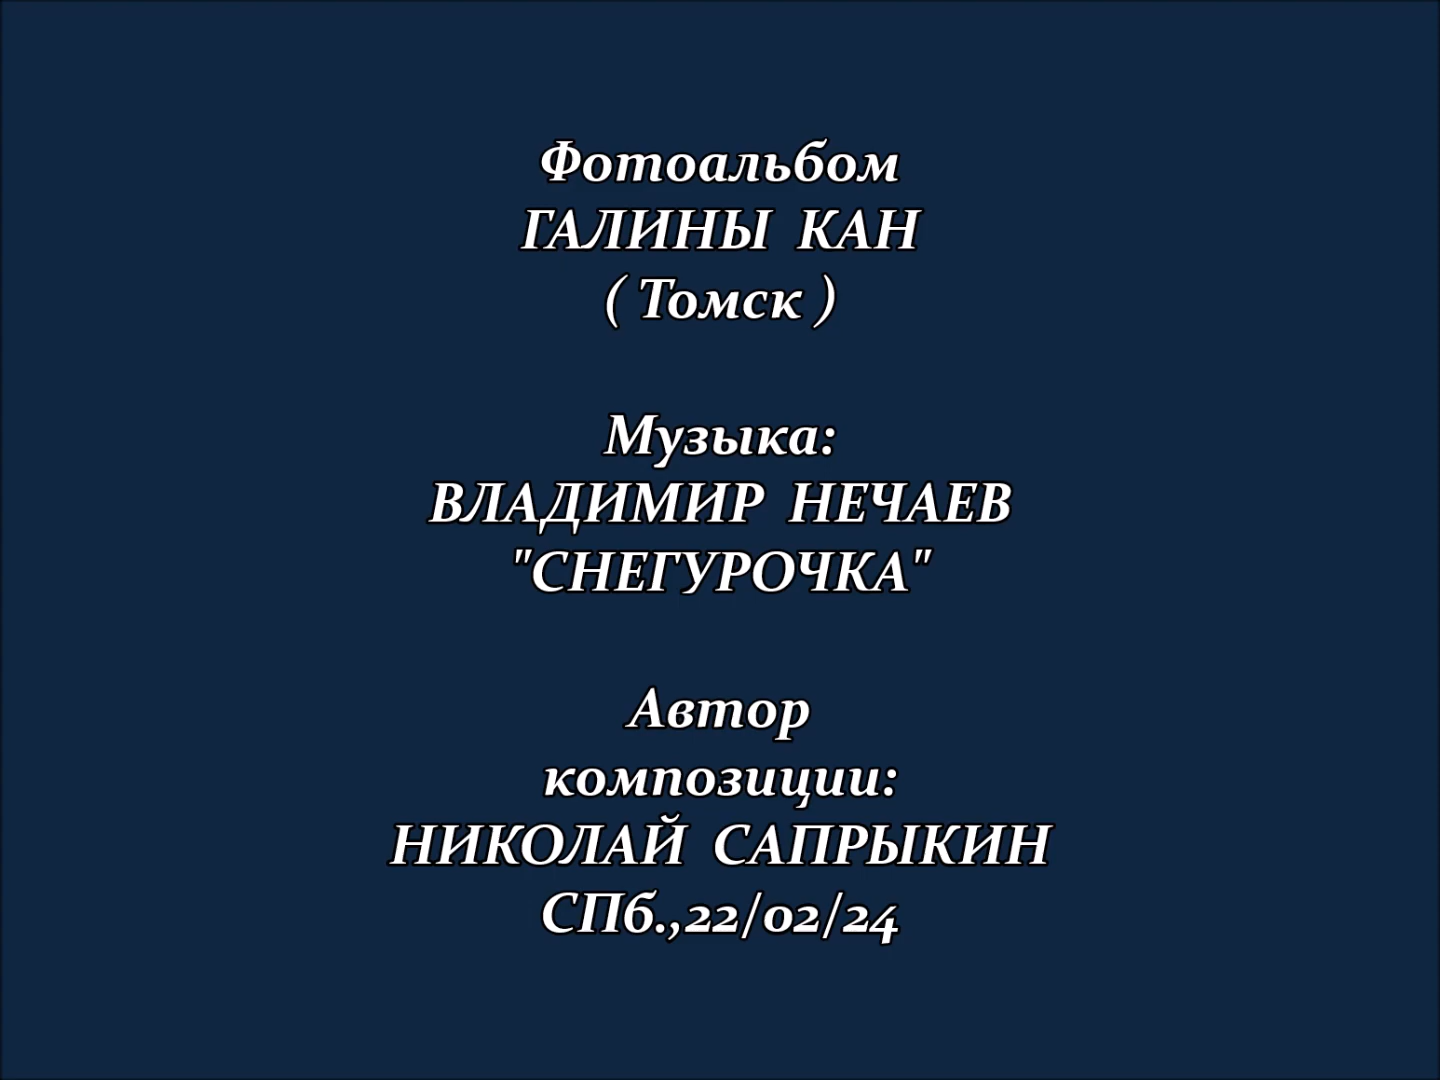 Фотоальбом
ГАЛИНЫ КАН
( Томск )
Музыка:
ВЛАДИМИР НЕЧАЕВ
"СНЕГУРОЧКА"
Автор
композиции:
НИКОЛАЙ САПРЫКИН
СПб.,22/02/24